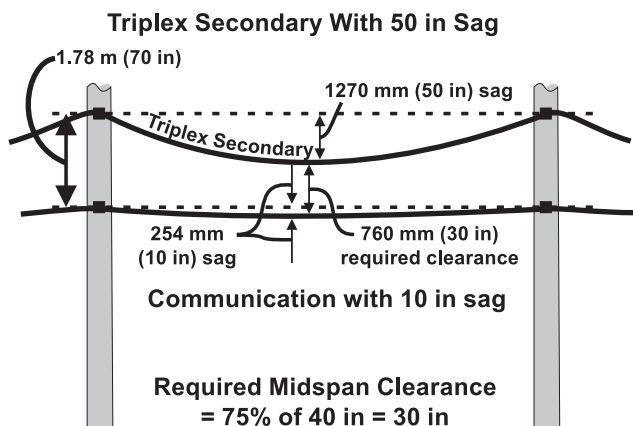 Triplex Secondary With 50 in Sag
1.78 m (70 in)
1270 mm (50 in) sag
Triplex Secondary
254 mm
(10 in) sag
760 mm (30 in)
required clearance
Communication with 10 in sag
Required Midspan Clearance
= 75% of 40 in = 30 in